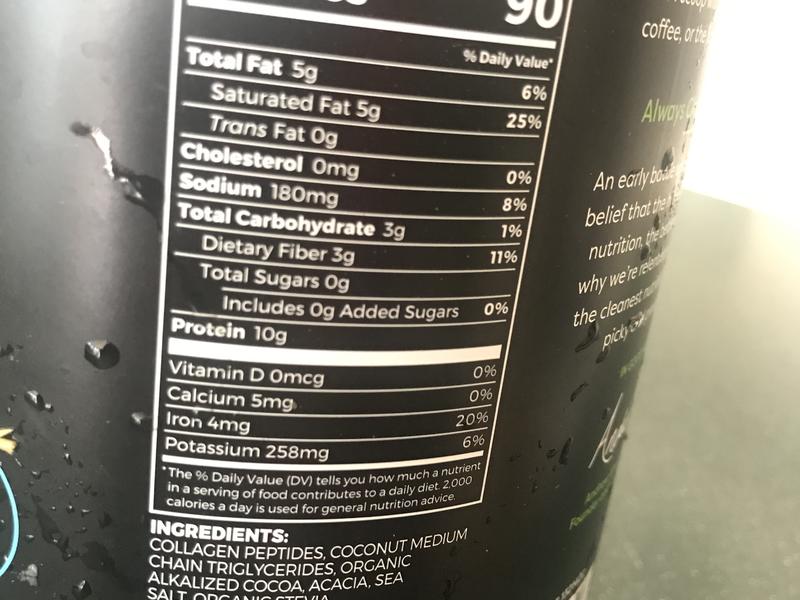 90
% Daily Value*
Total Fat 5g 6%
Saturated Fat 5g 25%
Trans Fat 0g
Cholesterol 0mg 0%
Sodium 180mg 8%
Total Carbohydrate 3g 1%
Dietary Fiber 3g 11%
Total Sugars 0g
Includes 0g Added Sugars 0%
Protein 10g
Vitamin D 0mcg 0%
Calcium 5mg 0%
Iron 4mg 20%
Potassium 258mg 6%
*The % Daily Value (DV) tells you how much a nutrient
in a serving of food contributes to a daily diet. 2,000
calories a day is used for general nutrition advice.
INGREDIENTS:
COLLAGEN PEPTIDES, COCONUT MEDIUM
CHAIN TRIGLYCERIDES, ORGANIC
ALKALIZED COCOA, ACACIA, SEA
SALT, ORGANIC STEVIA
coffee, or the
Always
An early
belief that the
nutrition, the
why we're
the cleanest
picky